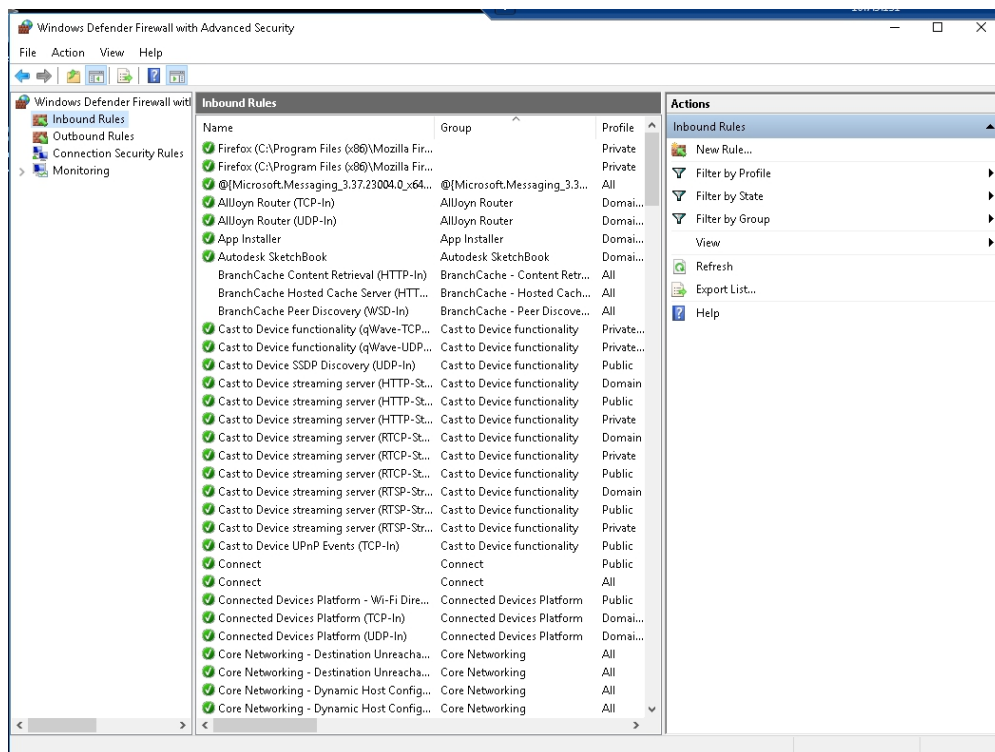 Windows Defender Firewall with Advanced Security
File Action View Help
Windows Defender Firewall witl
Inbound Rules
Outbound Rules
Connection Security Rules
Monitoring
Inbound Rules
Name Group Profile
Firefox (C:\Program Files (x86)\Mozilla Fir... Private
Firefox (C:\Program Files (x86)\Mozilla Fir... Private
@{Microsoft.Messaging_3.37.23004.0_x64... @{Microsoft.Messaging_3.3... All
AllJoyn Router (TCP-In) AllJoyn Router Domai...
AllJoyn Router (UDP-In) AllJoyn Router Domai...
App Installer App Installer Domai...
Autodesk SketchBook Autodesk SketchBook Domai...
BranchCache Content Retrieval (HTTP-In) BranchCache - Content Retr... All
BranchCache Hosted Cache Server (HTT... BranchCache - Hosted Cach... All
BranchCache Peer Discovery (WSD-In) BranchCache - Peer Discove... All
Cast to Device functionality (qWave-TCP... Cast to Device functionality Private...
Cast to Device functionality (qWave-UDP... Cast to Device functionality Private...
Cast to Device SSDP Discovery (UDP-In) Cast to Device functionality Public
Cast to Device streaming server (HTTP-St... Cast to Device functionality Domain
Cast to Device streaming server (HTTP-St... Cast to Device functionality Public
Cast to Device streaming server (HTTP-St... Cast to Device functionality Private
Cast to Device streaming server (RTCP-St... Cast to Device functionality Domain
Cast to Device streaming server (RTCP-St... Cast to Device functionality Private
Cast to Device streaming server (RTCP-St... Cast to Device functionality Public
Cast to Device streaming server (RTSP-Str... Cast to Device functionality Domain
Cast to Device streaming server (RTSP-Str... Cast to Device functionality Public
Cast to Device streaming server (RTSP-Str... Cast to Device functionality Private
Cast to Device UPnP Events (TCP-In) Cast to Device functionality Public
Connect Connect Public
Connect Connect All
Connected Devices Platform - Wi-Fi Dire... Connected Devices Platform Public
Connected Devices Platform (TCP-In) Connected Devices Platform Domai...
Connected Devices Platform (UDP-In) Connected Devices Platform Domai...
Core Networking - Destination Unreacha... Core Networking All
Core Networking - Destination Unreacha... Core Networking All
Core Networking - Dynamic Host Config... Core Networking All
Core Networking - Dynamic Host Config... Core Networking All
Actions
Inbound Rules
New Rule...
Filter by Profile
Filter by State
Filter by Group
View
Refresh
Export List...
Help